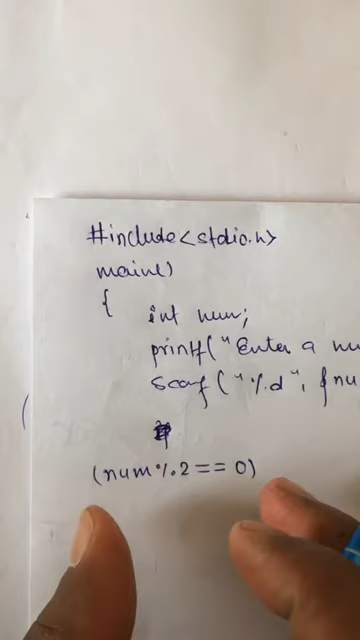 #include<stdio.h>
main()
{
int num;
printf("Enter a nu
scanf("%d", &nu
(num%2==0)